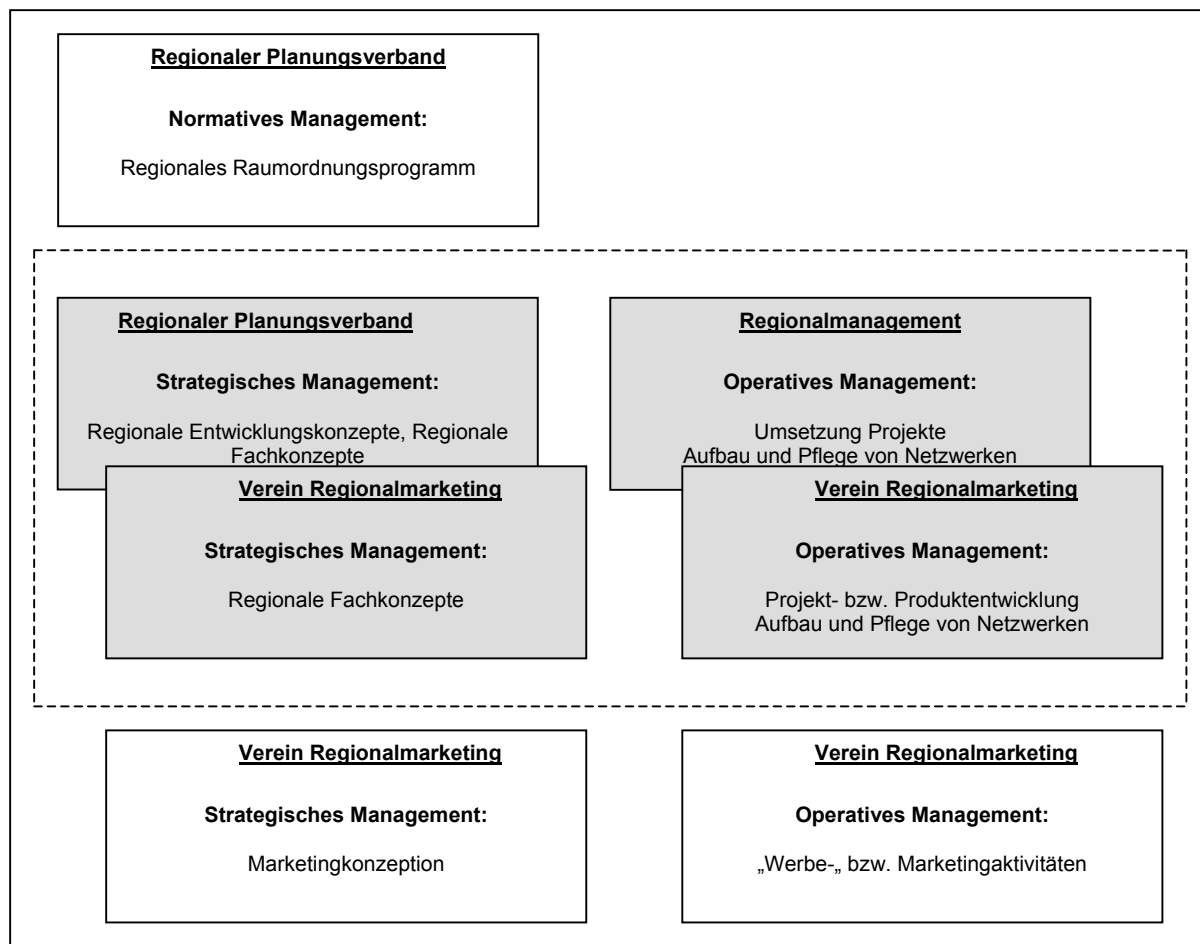 Regionaler Planungsverband
Normatives Management:
Regionales Raumordnungsprogramm
Regionaler Planungsverband
Strategisches Management:
Regionale Entwicklungskonzepte, Regionale
Fachkonzepte
Regionalmanagement
Operatives Management:
Umsetzung Projekte
Aufbau und Pflege von Netzwerken
Verein Regionalmarketing
Strategisches Management:
Regionale Fachkonzepte
Verein Regionalmarketing
Operatives Management:
Projekt- bzw. Produktentwicklung
Aufbau und Pflege von Netzwerken
Verein Regionalmarketing
Strategisches Management:
Marketingkonzeption
Verein Regionalmarketing
Operatives Management:
„Werbe-„ bzw. Marketingaktivitäten